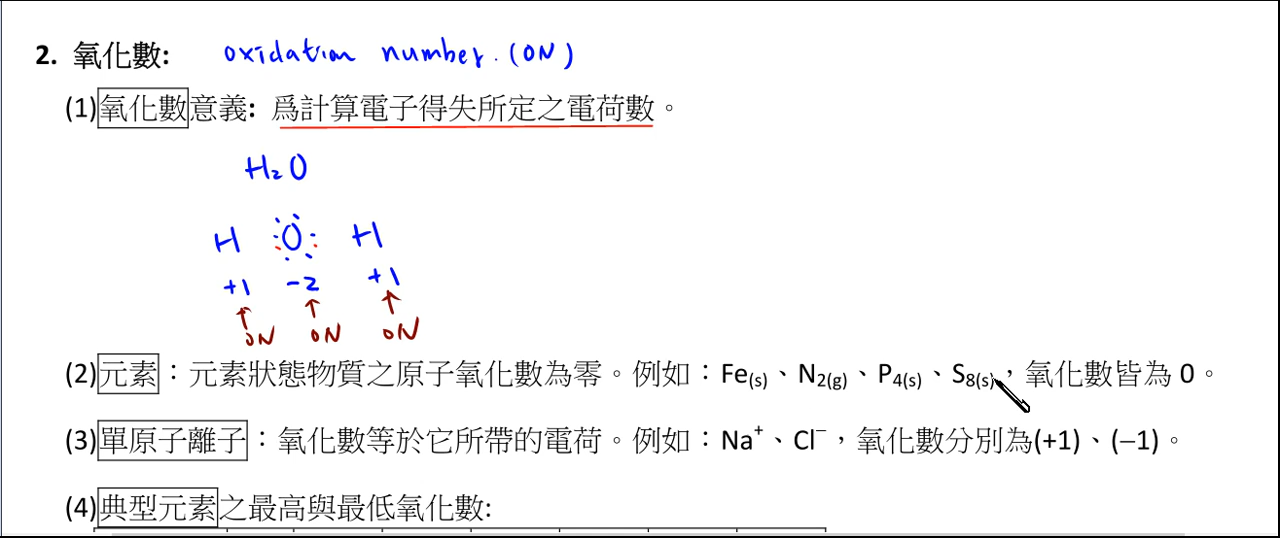 2. 氧化數: oxidation number. (ON)
(1)氧化數意義: 爲計算電子得失所定之電荷數。
H₂O
H O H
+1 -2 +1
ON ON ON
(2)元素：元素狀態物質之原子氧化數為零。例如：Fe(s)、N2(g)、P4(s)、S8(s)，氧化數皆為 0。
(3)單原子離子：氧化數等於它所帶的電荷。例如：Na⁺、Cl⁻，氧化數分別為(+1)、(−1)。
(4)典型元素之最高與最低氧化數: